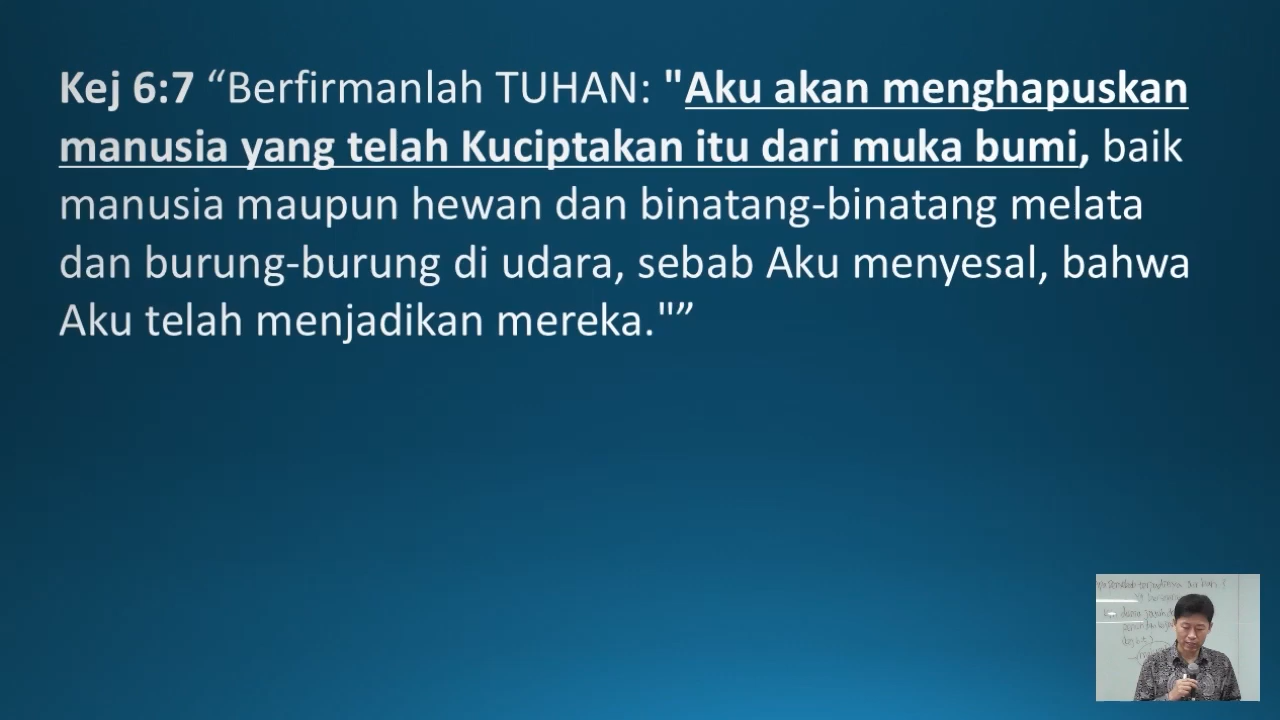 Kej 6:7 “Berfirmanlah TUHAN: "Aku akan menghapuskan
manusia yang telah Kuciptakan itu dari muka bumi, baik
manusia maupun hewan dan binatang-binatang melata
dan burung-burung di udara, sebab Aku menyesal, bahwa
Aku telah menjadikan mereka."”